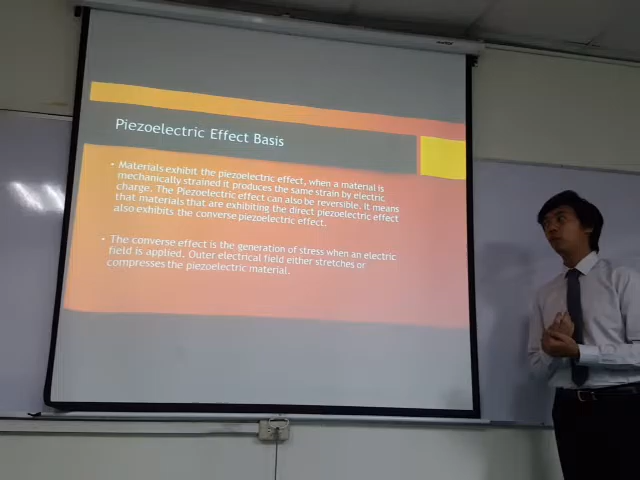 Piezoelectric Effect Basis
• Materials exhibit the piezoelectric effect, when a material is
mechanically strained it produces the same strain by electric
charge. The Piezoelectric effect can also be reversible. It means
that materials that are exhibiting the direct piezoelectric effect
also exhibits the converse piezoelectric effect.
• The converse effect is the generation of stress when an electric
field is applied. Outer electrical field either stretches or
compresses the piezoelectric material.